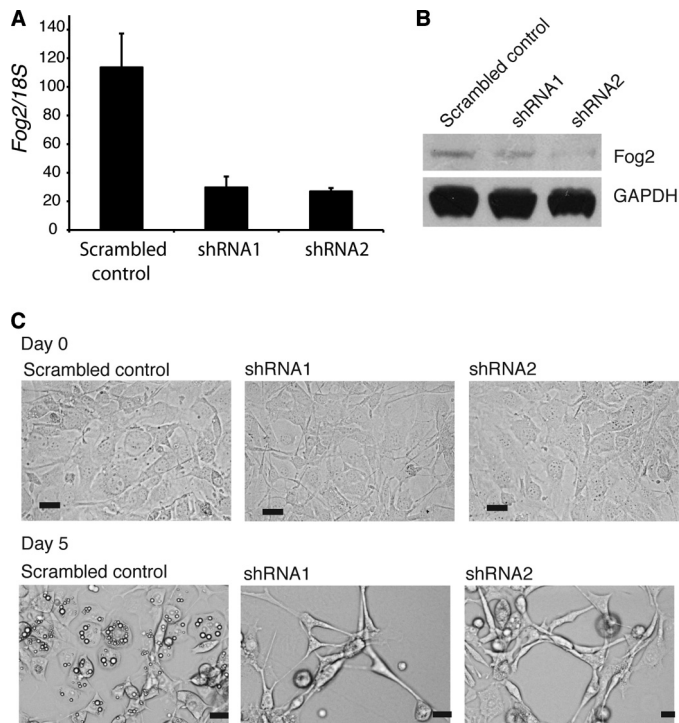 A
140
120
100
80
60
40
20
0
Fog2/18S
Scrambled
control
shRNA1
shRNA2
B
Scrambled control
shRNA1
shRNA2
Fog2
GAPDH
C
Day 0
Scrambled control
shRNA1
shRNA2
Day 5
Scrambled control
shRNA1
shRNA2